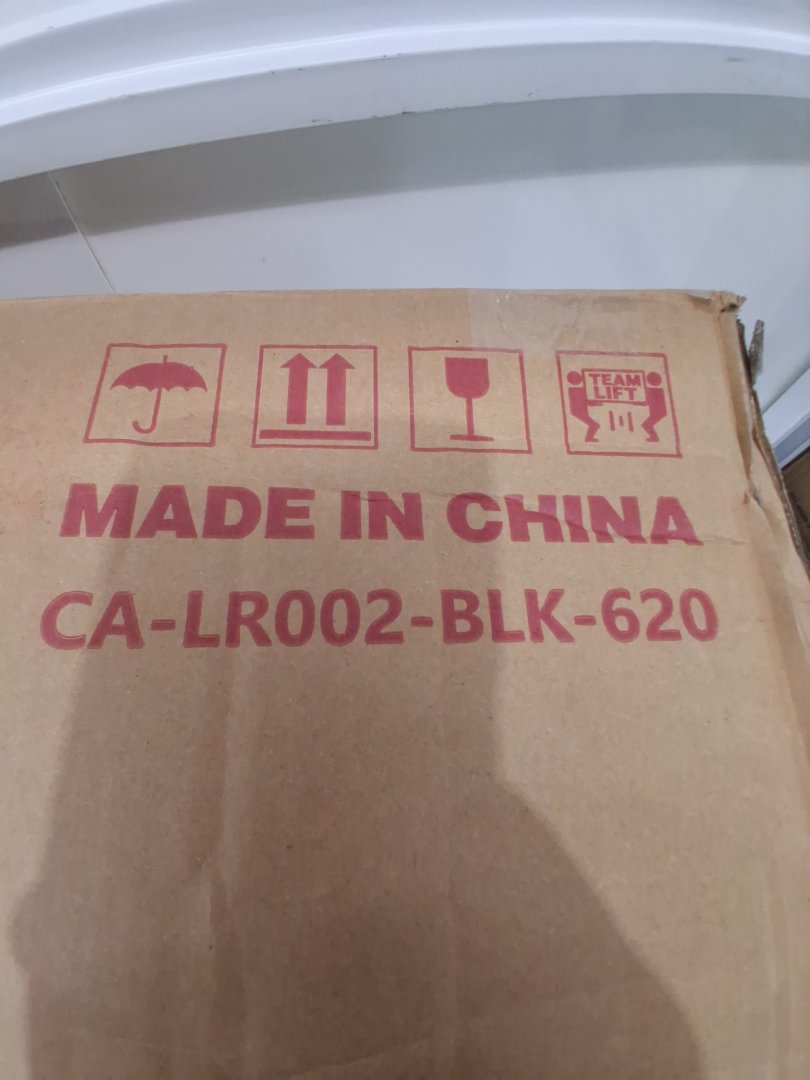 TEAM
LIFT
MADE IN CHINA
CA-LR002-BLK-620